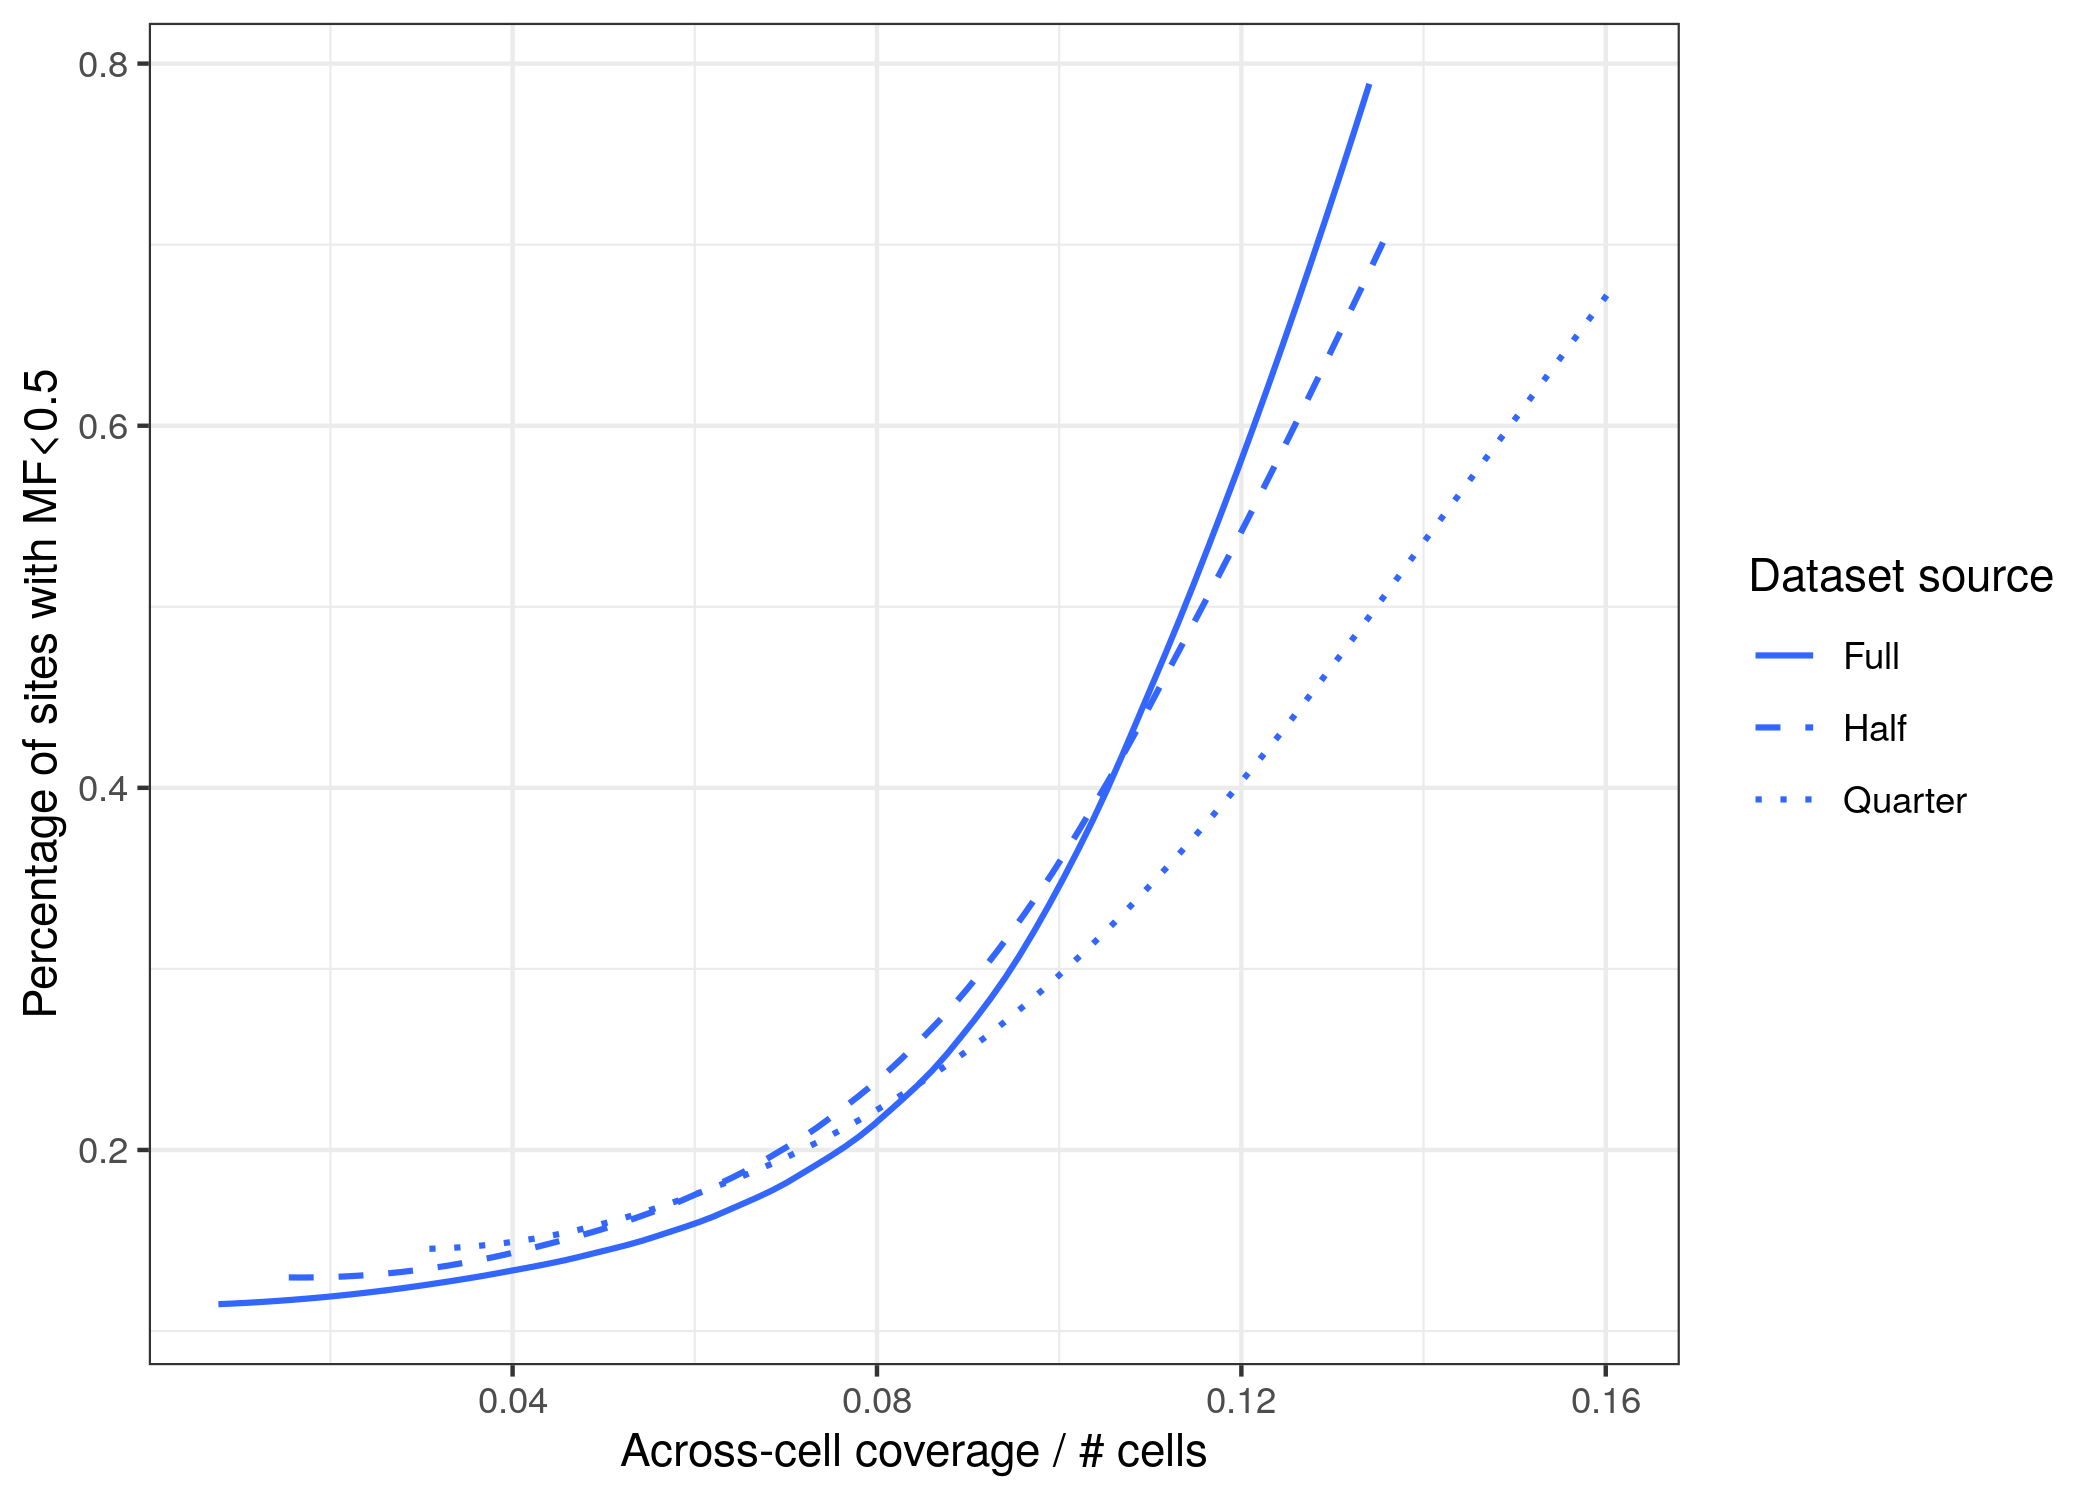 0.8
0.6
0.4
0.2
Percentage of sites with MF<0.5
0.04
0.08
0.12
0.16
Across-cell coverage / # cells
Dataset source
Full
Half
Quarter